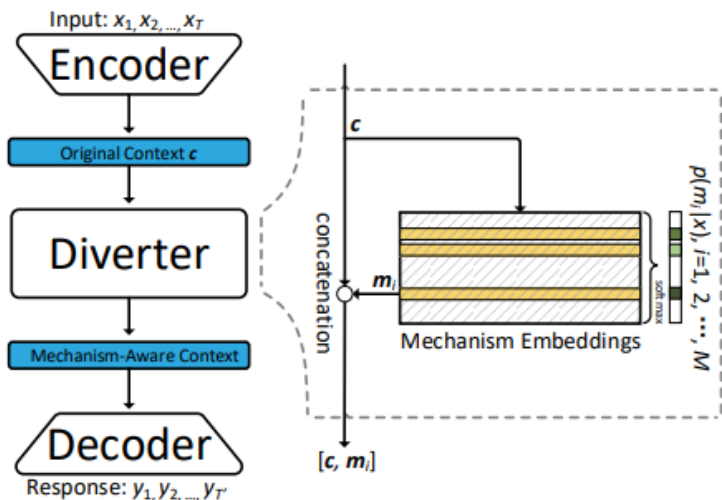 Input: x1, x2, ..., xT
Encoder
Original Context c
Diverter
Mechanism-Aware Context
Decoder
Response: y1, y2, ..., yT'
c
concatenation
mi
softmax
p(mi|x), i=1, 2, ···, M
Mechanism Embeddings
[c, mi]